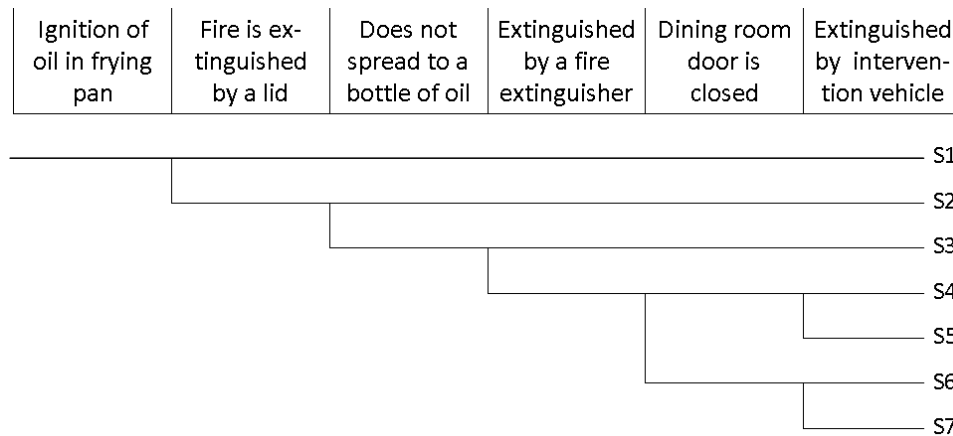 Ignition of
oil in frying
pan
Fire is ex-
tinguished
by a lid
Does not
spread to a
bottle of oil
Extinguished
by a fire
extinguisher
Dining room
door is
closed
Extinguished
by interven-
tion vehicle
S1
S2
S3
S4
S5
S6
S7